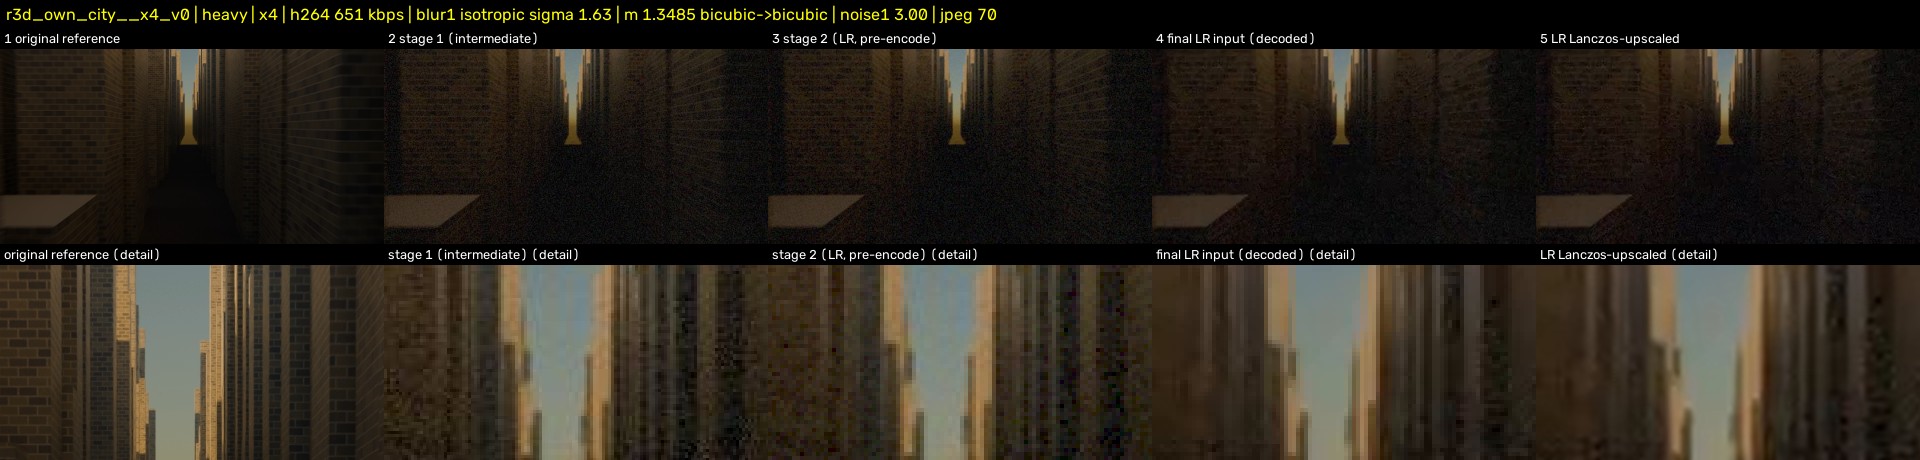 r3d_own_city__x4_v0 | heavy | x4 | h264 651 kbps | blur1 isotropic sigma 1.63 | m 1.3485 bicubic->bicubic | noise1 3.00 | jpeg 70
1 original reference
2 stage 1 (intermediate)
3 stage 2 (LR, pre-encode)
4 final LR input (decoded)
5 LR Lanczos-upscaled
original reference (detail)
stage 1 (intermediate) (detail)
stage 2 (LR, pre-encode) (detail)
final LR input (decoded) (detail)
LR Lanczos-upscaled (detail)